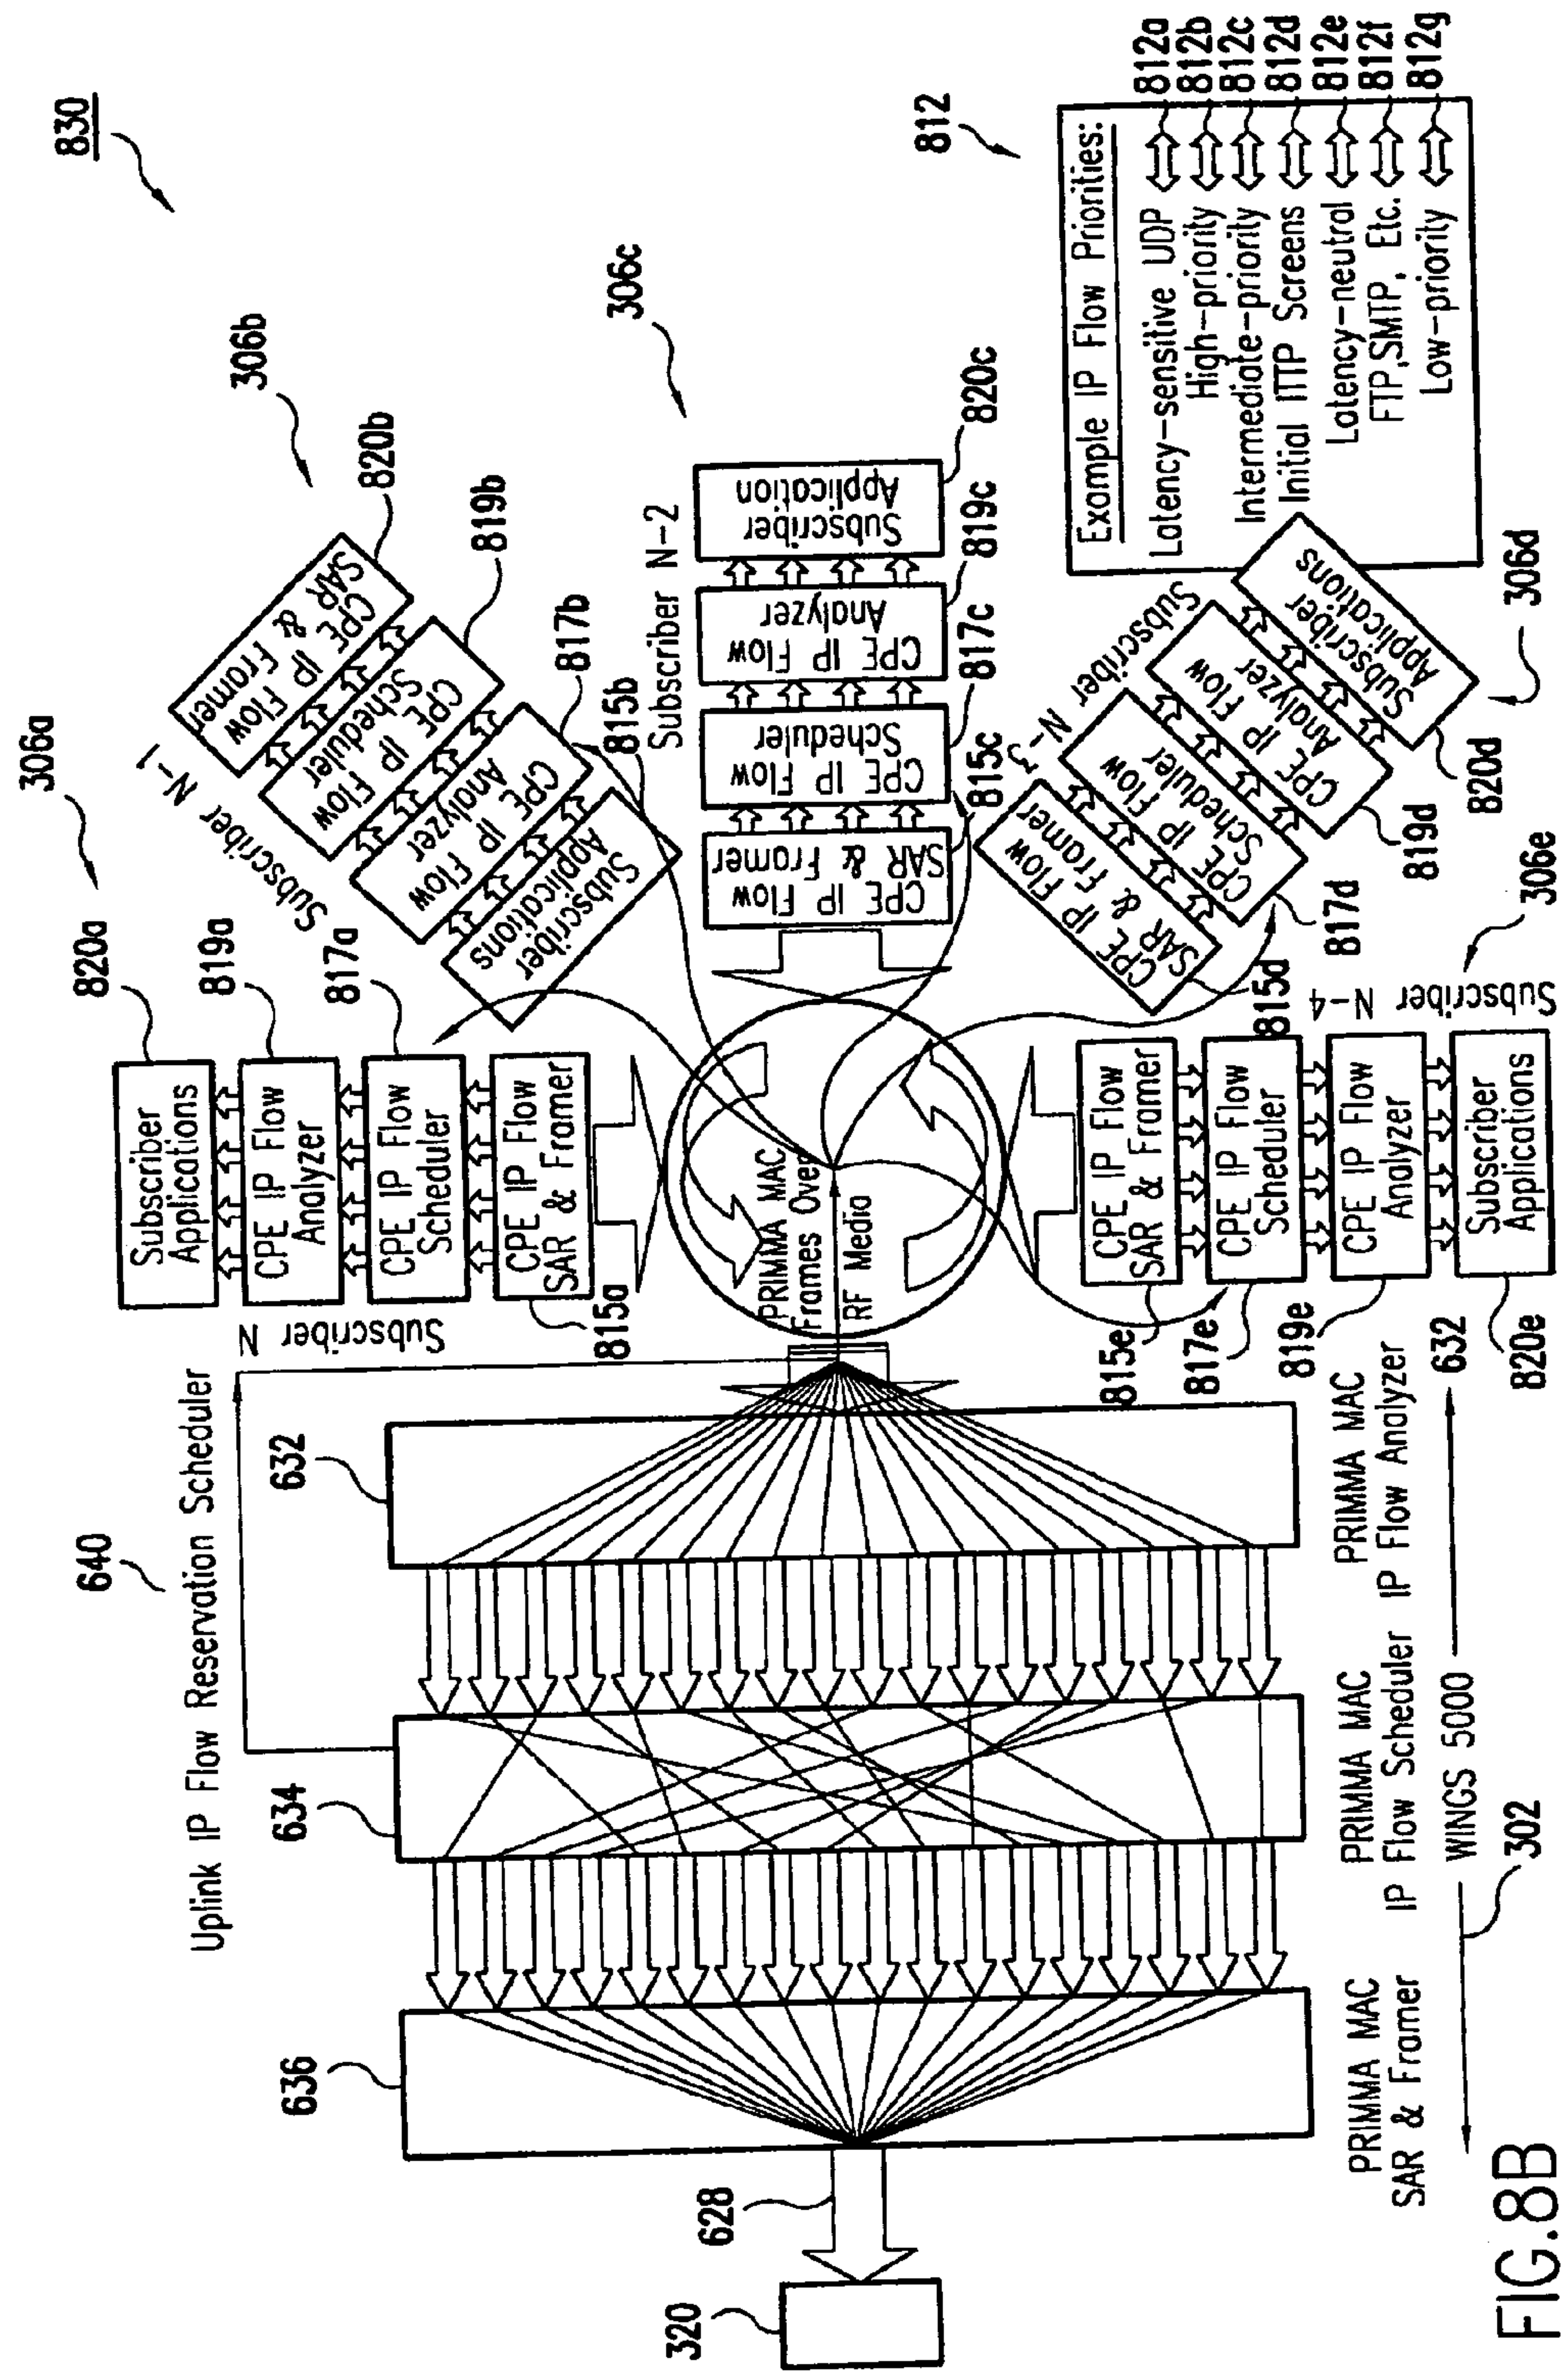 830
306a
306b
306c
820a
819a
817a
Subscriber
Applications
CPE IP Flow
Analyzer
CPE IP Flow
Scheduler
CPE IP Flow
SAR & Framer
Subscriber N
815a
Subscriber N-1
CPE IP Flow
SAR & Framer
CPE IP Flow
Scheduler
CPE IP Flow
Analyzer
Subscriber
Applications
820b
819b
817b
815b
Subscriber N-2
CPE IP Flow
SAR & Framer
CPE IP Flow
Scheduler
CPE IP Flow
Analyzer
Subscriber
Application
820c
819c
817c
815c
812
Example IP Flow Priorities:
Latency-sensitive UDP 812a
High-priority 812b
Intermediate-priority 812c
Initial ITTP Screens 812d
Latency-neutral 812e
FTP,SMTP, Etc. 812f
Low-priority 812g
Subscriber N-3
CPE IP Flow
SAR & Framer
CPE IP Flow
Scheduler
CPE IP Flow
Analyzer
Subscriber
Applications
306d
820d
819d
817d
815d
306e
Subscriber N-4
CPE IP Flow
SAR & Framer
CPE IP Flow
Scheduler
CPE IP Flow
Analyzer
Subscriber
Applications
815e
817e
819e
820e
PRIMMA MAC
Frames Over
RF Media
640
Uplink IP Flow Reservation Scheduler
632
634
636
628
320
PRIMMA MAC
SAR & Framer
PRIMMA MAC
IP Flow Scheduler
PRIMMA MAC
IP Flow Analyzer
WINGS 5000
632
302
FIG.8B